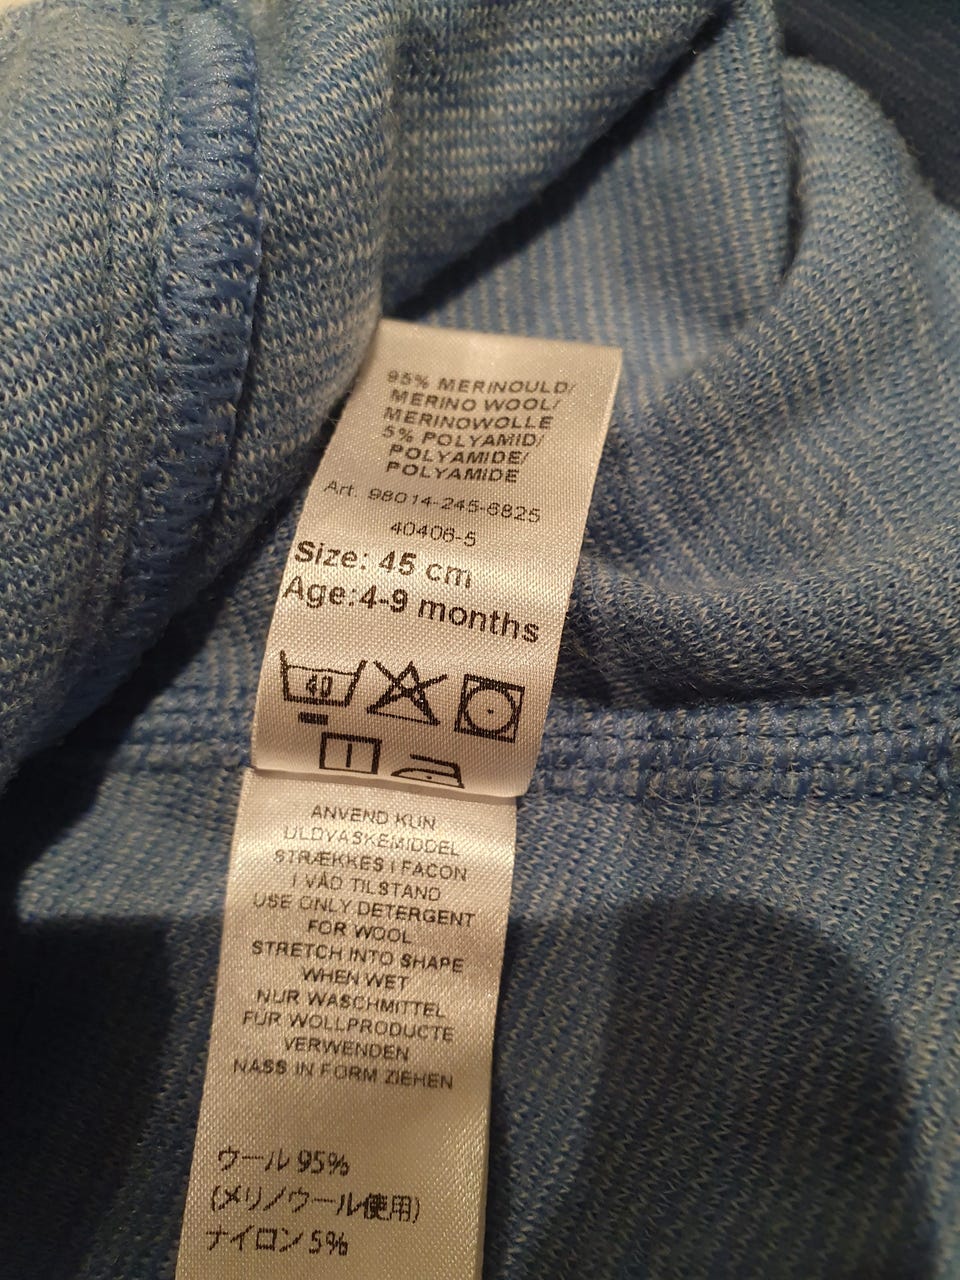 95% MERINOULD/
MERINO WOOL/
MERINOWOLLE
5% POLYAMID/
POLYAMIDE/
POLYAMIDE
Art. 98014-245-6825
40406-5
Size: 45 cm
Age:4-9 months
40
ANVEND KUN
ULDVASKEMIDDEL
STRÆKKES I FACON
I VÅD TILSTAND
USE ONLY DETERGENT
FOR WOOL
STRETCH INTO SHAPE
WHEN WET
NUR WASCHMITTEL
FÜR WOLLPRODUCTE
VERWENDEN
NASS IN FORM ZIEHEN
ウール 95%
(メリノウール使用)
ナイロン 5%